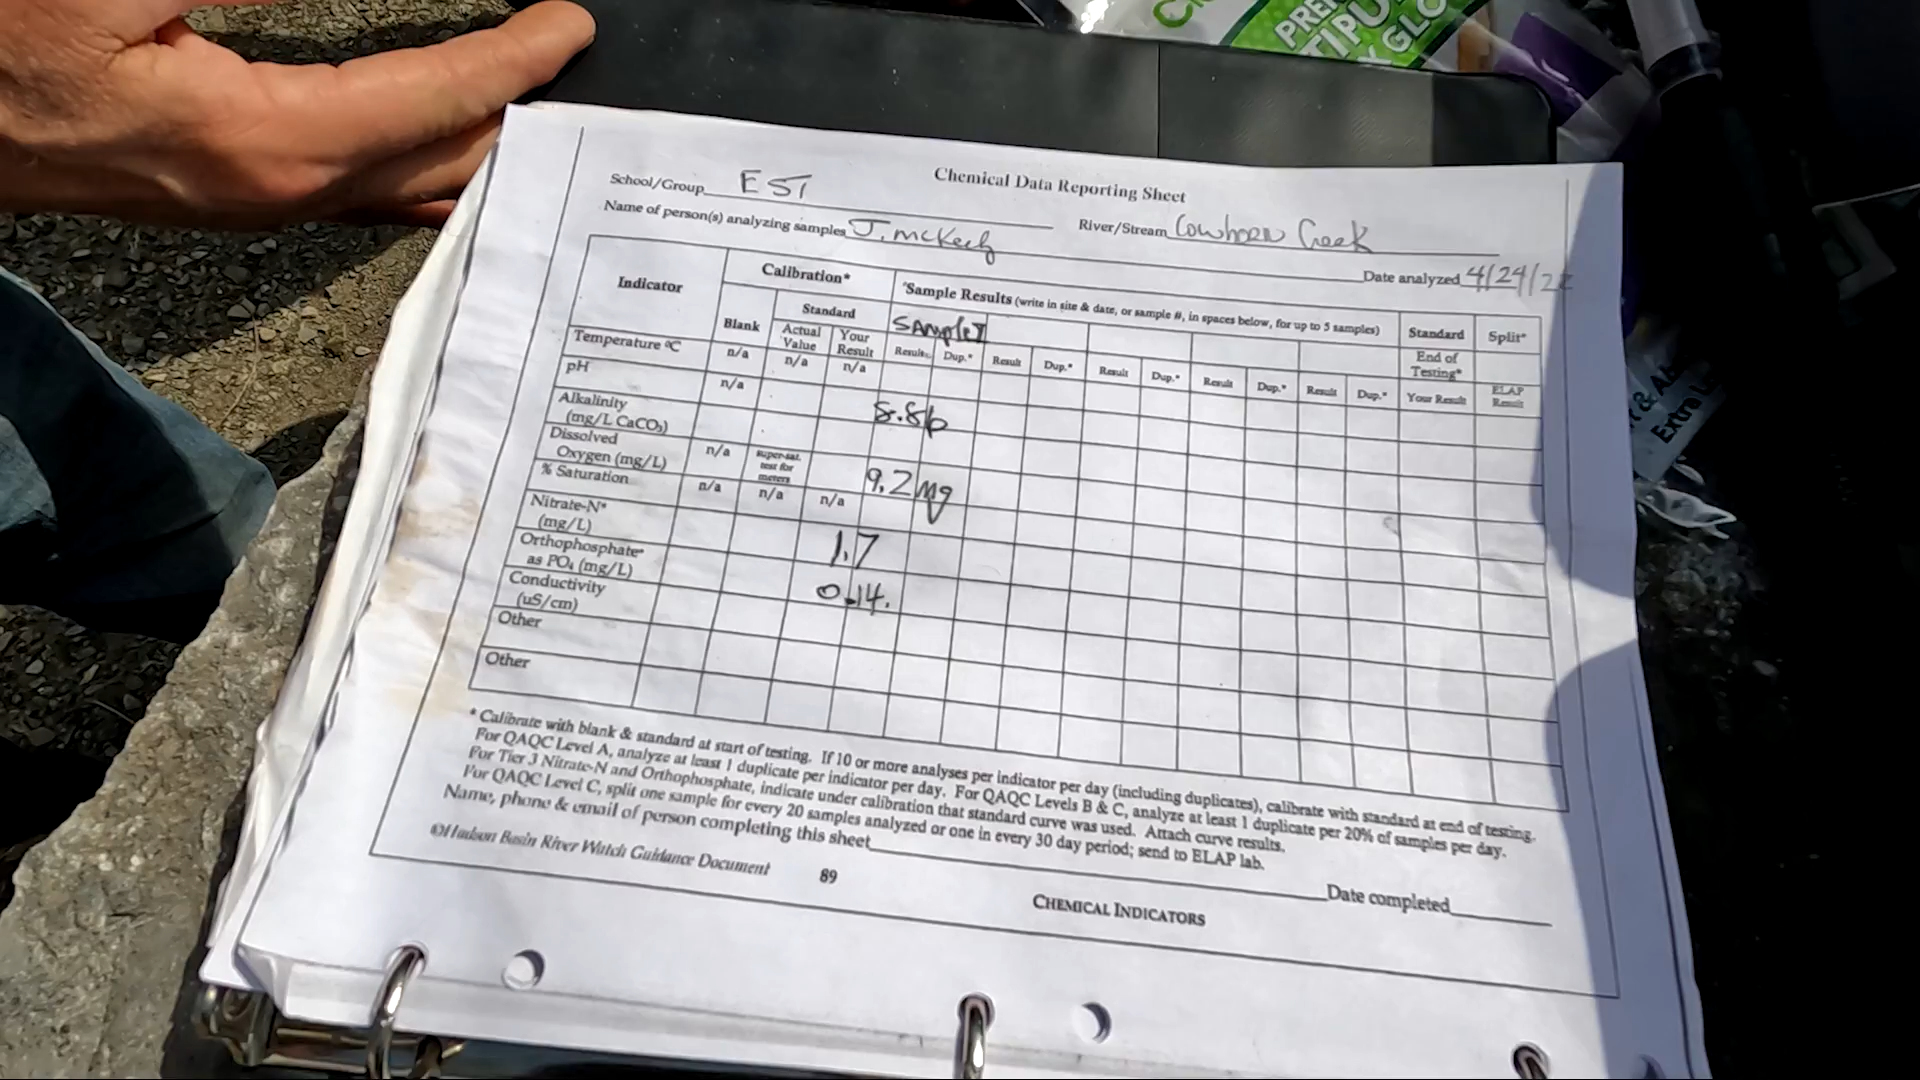 Chemical Data Reporting Sheet
School/Group EST
River/Stream Cowhorn Creek
Name of person(s) analyzing samples
Date analyzed 4/24/22
Indicator
Calibration*
*Sample Results (write in site & date, or sample #, in spaces below, for up to 5 samples)
Standard
Split*
Blank
Standard
Sample I
End of Testing*
Actual Value
Your Result
Result Dup.* Result Dup.* Result Dup.* Result Dup.* Result Dup.*
Your Result
ELAP Result
Temperature ºC n/a n/a n/a
pH n/a 8.86
Alkalinity
(mg/L CaCO₃)
Dissolved
Oxygen (mg/L) n/a super-sat. test for meters 9.2mg
% Saturation n/a n/a n/a
Nitrate-N*
(mg/L) 1.7
Orthophosphate*
as PO₄ (mg/L) 0.14.
Conductivity
(uS/cm)
Other
Other
* Calibrate with blank & standard at start of testing. If 10 or more analyses per indicator per day (including duplicates), calibrate with standard at end of testing.
For QAQC Level A, analyze at least 1 duplicate per indicator per day. For QAQC Levels B & C, analyze at least 1 duplicate per 20% of samples per day.
For Tier 3 Nitrate-N and Orthophosphate, indicate under calibration that standard curve was used. Attach curve results.
For QAQC Level C, split one sample for every 20 samples analyzed or one in every 30 day period; send to ELAP lab.
Name, phone & email of person completing this sheet
Date completed
©Hudson Basin River Watch Guidance Document
89
CHEMICAL INDICATORS